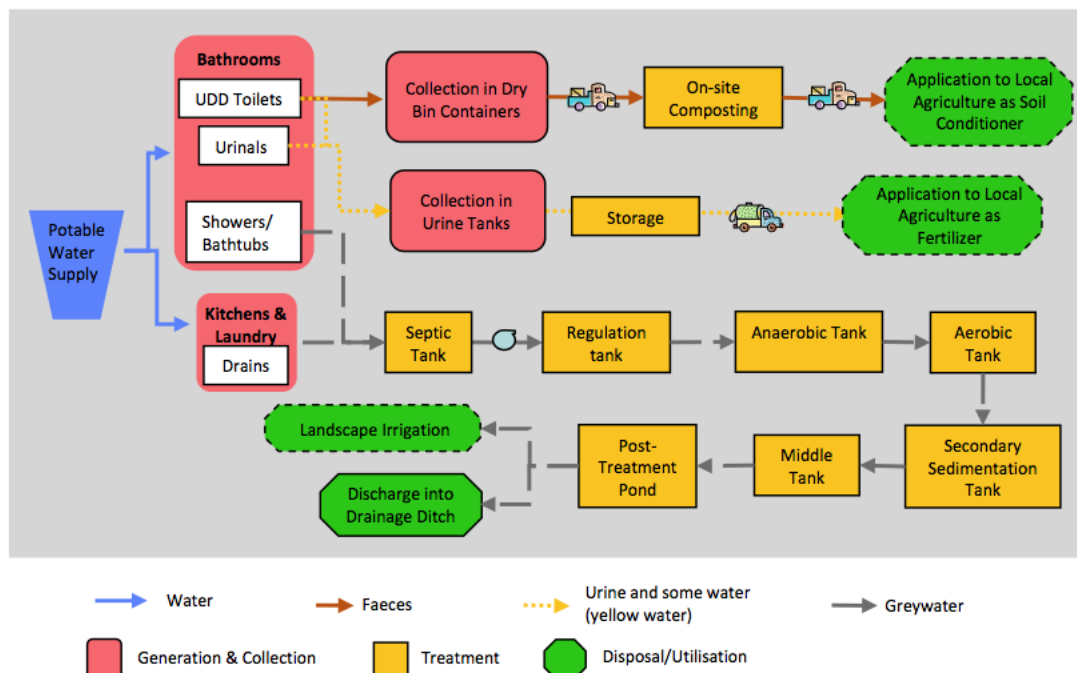 Bathrooms
UDD Toilets
Urinals
Showers/
Bathtubs
Potable
Water
Supply
Kitchens &
Laundry
Drains
Collection in Dry
Bin Containers
On-site
Composting
Application to Local
Agriculture as Soil
Conditioner
Collection in
Urine Tanks
Storage
Application to Local
Agriculture as
Fertilizer
Septic
Tank
Regulation
tank
Anaerobic Tank
Aerobic
Tank
Secondary
Sedimentation
Tank
Middle
Tank
Post-
Treatment
Pond
Landscape Irrigation
Discharge into
Drainage Ditch
Water
Faeces
Urine and some water
(yellow water)
Greywater
Generation & Collection
Treatment
Disposal/Utilisation